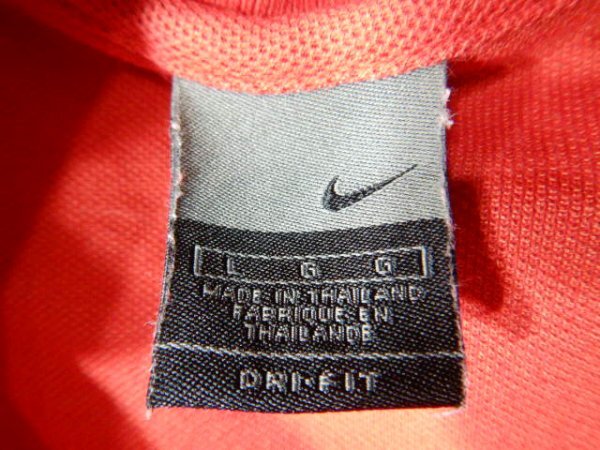 L G G
MADE IN THAILAND
FABRIQUE EN
THAILANDE
DRI•FIT